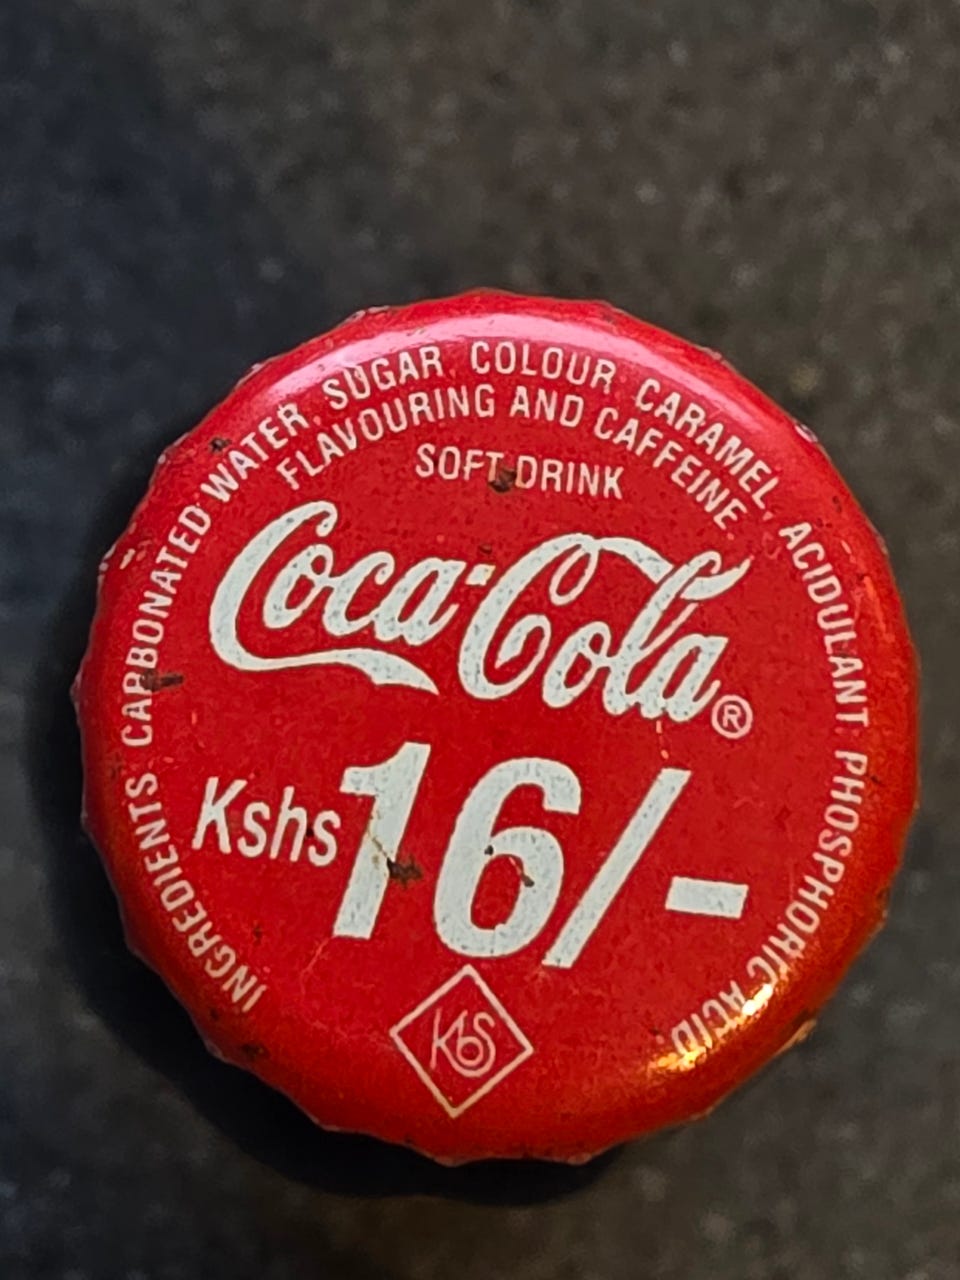 INGREDIENTS CARBONATED WATER, SUGAR, COLOUR CARAMEL, ACIDULANT PHOSPHORIC ACID,
FLAVOURING AND CAFFEINE
SOFT DRINK
Coca-Cola®
Kshs 16/-
KBS